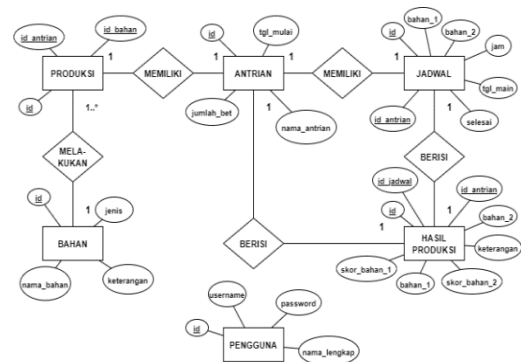 id_antrian
id_bahan
id
PRODUKSI
1
MEMILIKI
1
id
tgl_mulai
ANTRIAN
jumlah_bet
nama_antrian
1
MEMILIKI
1
id
bahan_1
bahan_2
jam
JADWAL
tgl_main
selesai
id_antrian
1..*
MELA-
KUKAN
1
1
1
BERISI
id
jenis
BAHAN
nama_bahan
keterangan
1
BERISI
1
1
id_jadwal
id
id_antrian
bahan_2
HASIL
PRODUKSI
keterangan
skor_bahan_1
bahan_1
skor_bahan_2
username
password
id
PENGGUNA
nama_lengkap